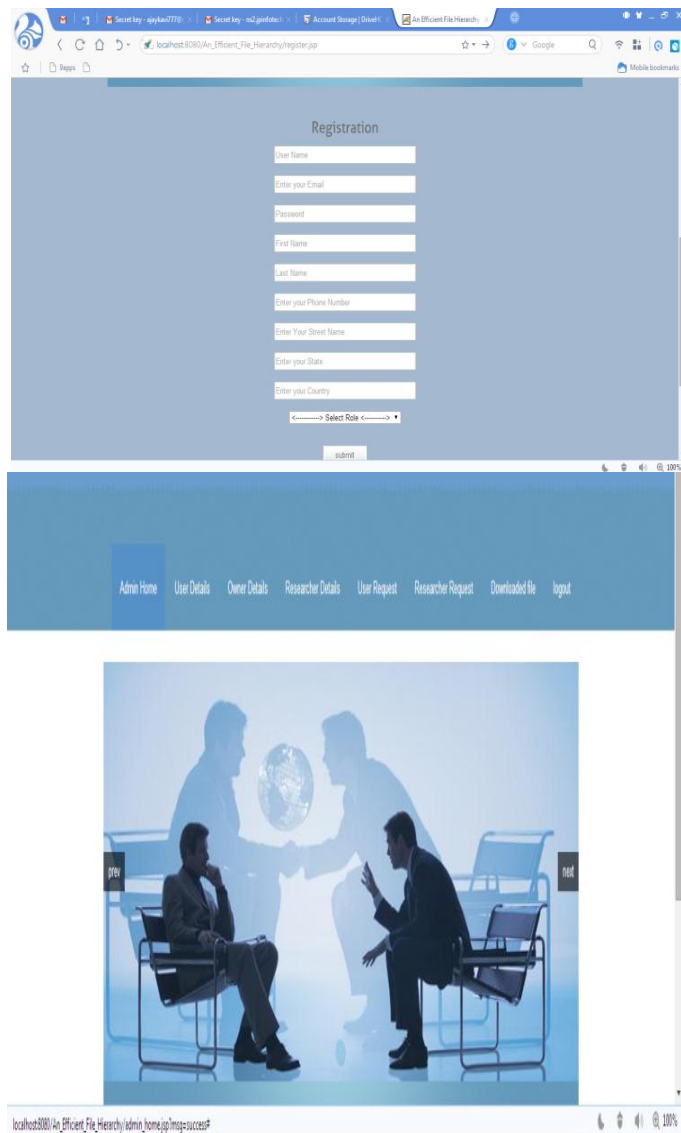 Secret key - ajaykavi777@ Secret key - ns2.jpinfotech Account Storage | DriveH An Efficient File Hierarchy
localhost:8080/An_Efficient_File_Hierarchy/register.jsp Google
9apps Mobile bookmarks
Registration
User Name
Enter your Email
Password
First Name
Last Name
Enter your Phone Number
Enter Your Street Name
Enter your State
Enter your Country
<-----------> Select Role <---------->
submit
100%
Admin Home User Details Owner Details Researcher Details User Request Researcher Request Downloaded file logout
prev next
localhost:8080/An_Efficient_File_Hierarchy/admin_home.jsp?msg=success# 100%